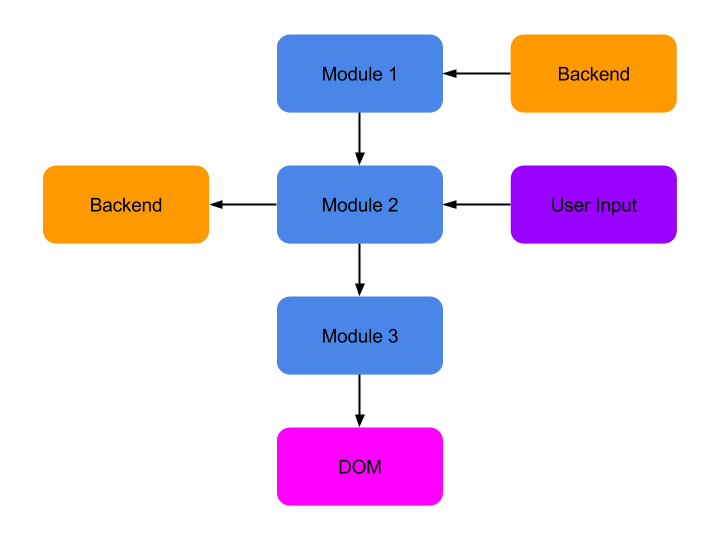 Module 1
Backend
Backend
Module 2
User Input
Module 3
DOM